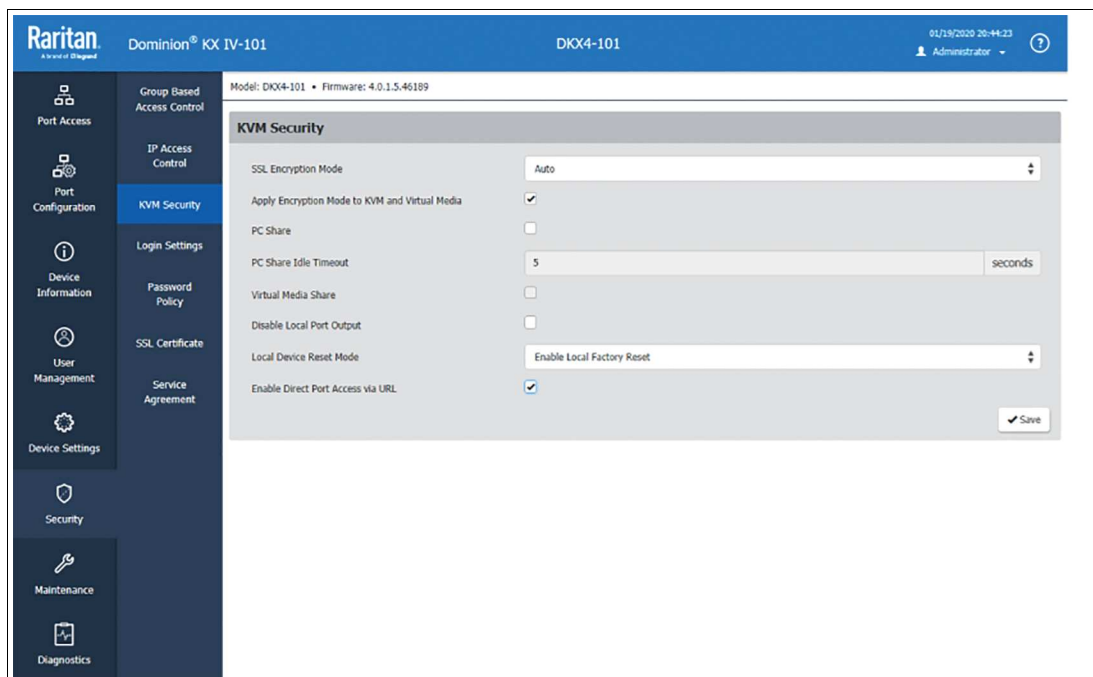 Raritan.
A brand of legrand
Dominion® KX IV-101
DKX4-101
01/19/2020 20:44:23
Administrator
?
Port Access
Port
Configuration
Device
Information
User
Management
Device Settings
Security
Maintenance
Diagnostics
Group Based
Access Control
IP Access
Control
KVM Security
Login Settings
Password
Policy
SSL Certificate
Service
Agreement
Model: DKX4-101 • Firmware: 4.0.1.5.46189
KVM Security
SSL Encryption Mode
Auto
Apply Encryption Mode to KVM and Virtual Media
PC Share
PC Share Idle Timeout
5
seconds
Virtual Media Share
Disable Local Port Output
Local Device Reset Mode
Enable Local Factory Reset
Enable Direct Port Access via URL
Save